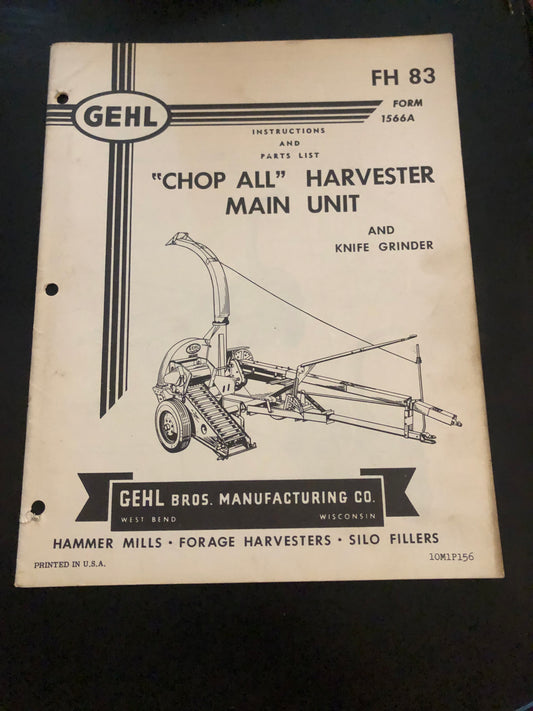 FH 83
GEHL
FORM
1566A
INSTRUCTIONS
AND
PARTS LIST
"CHOP ALL" HARVESTER
MAIN UNIT
AND
KNIFE GRINDER
GEHL BROS. MANUFACTURING CO.
WEST BEND WISCONSIN
HAMMER MILLS • FORAGE HARVESTERS • SILO FILLERS
PRINTED IN U.S.A.
10M1P156